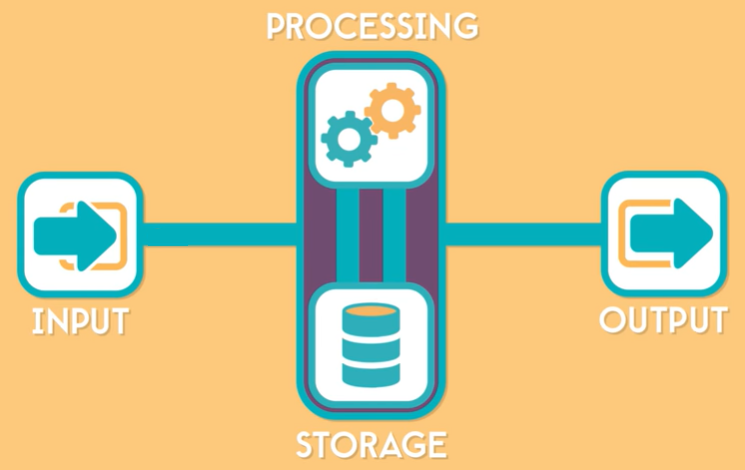 PROCESSING
INPUT
OUTPUT
STORAGE